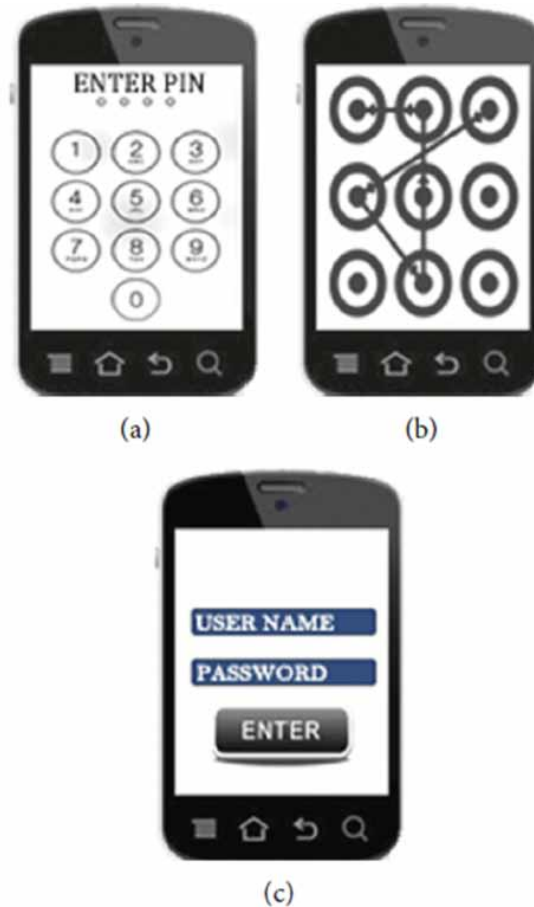 ENTER PIN
1 2 3
4 5 6
7 8 9
0
(a)
(b)
USER NAME
PASSWORD
ENTER
(c)